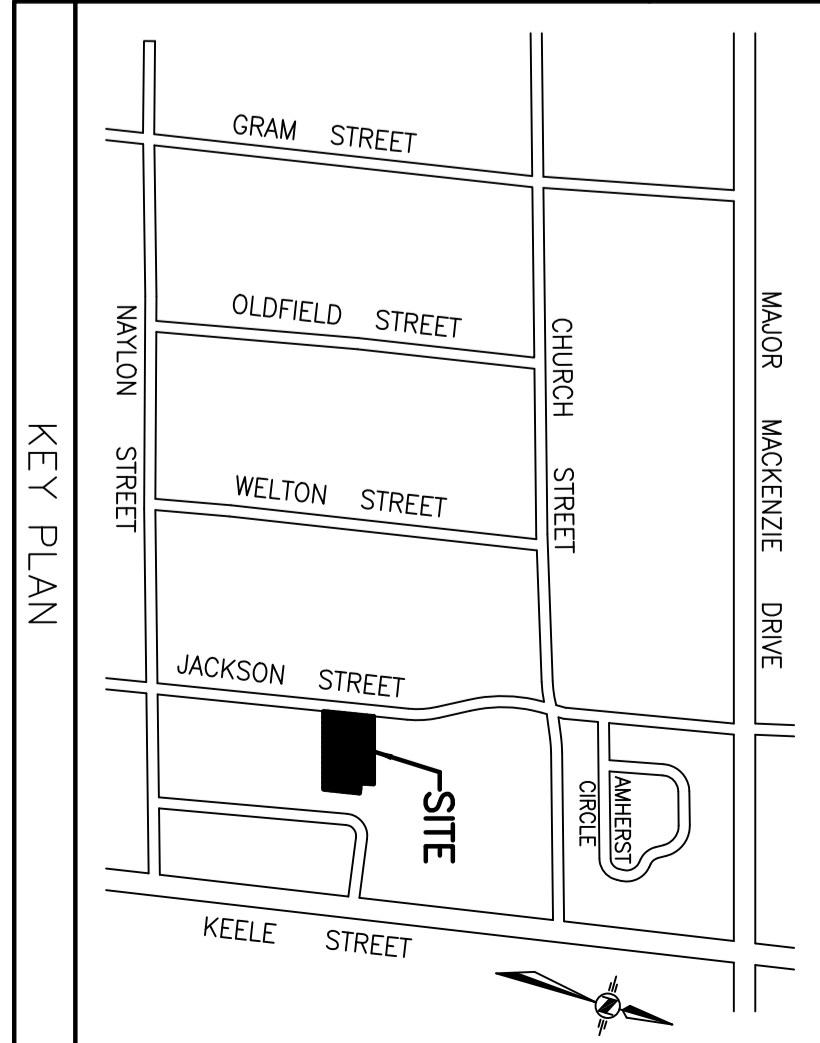 GRAM STREET
OLDFIELD STREET
WELTON STREET
JACKSON STREET
KEELE STREET
NAYLON STREET
CHURCH STREET
MAJOR MACKENZIE DRIVE
AMHERST
CIRCLE
SITE
N
KEY PLAN